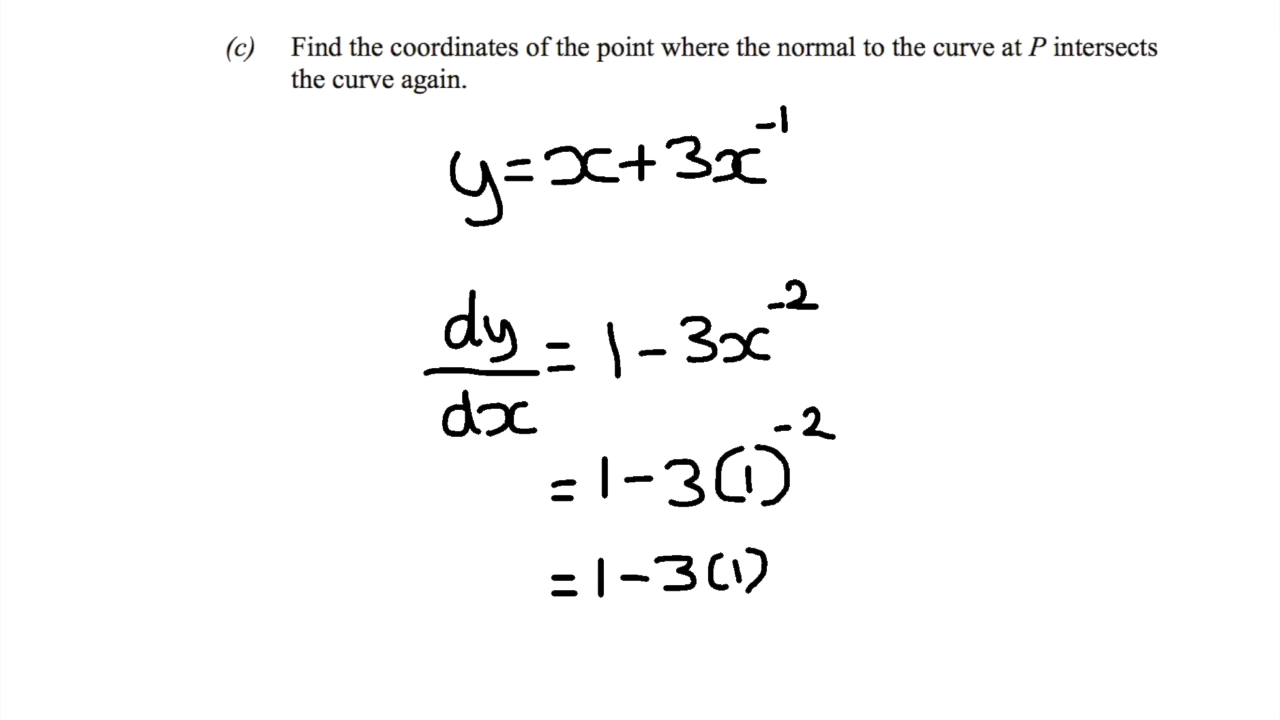 (c) Find the coordinates of the point where the normal to the curve at P intersects
the curve again.
y = x + 3x⁻¹
dy/dx = 1 - 3x⁻²
= 1 - 3(1)⁻²
= 1 - 3(1)